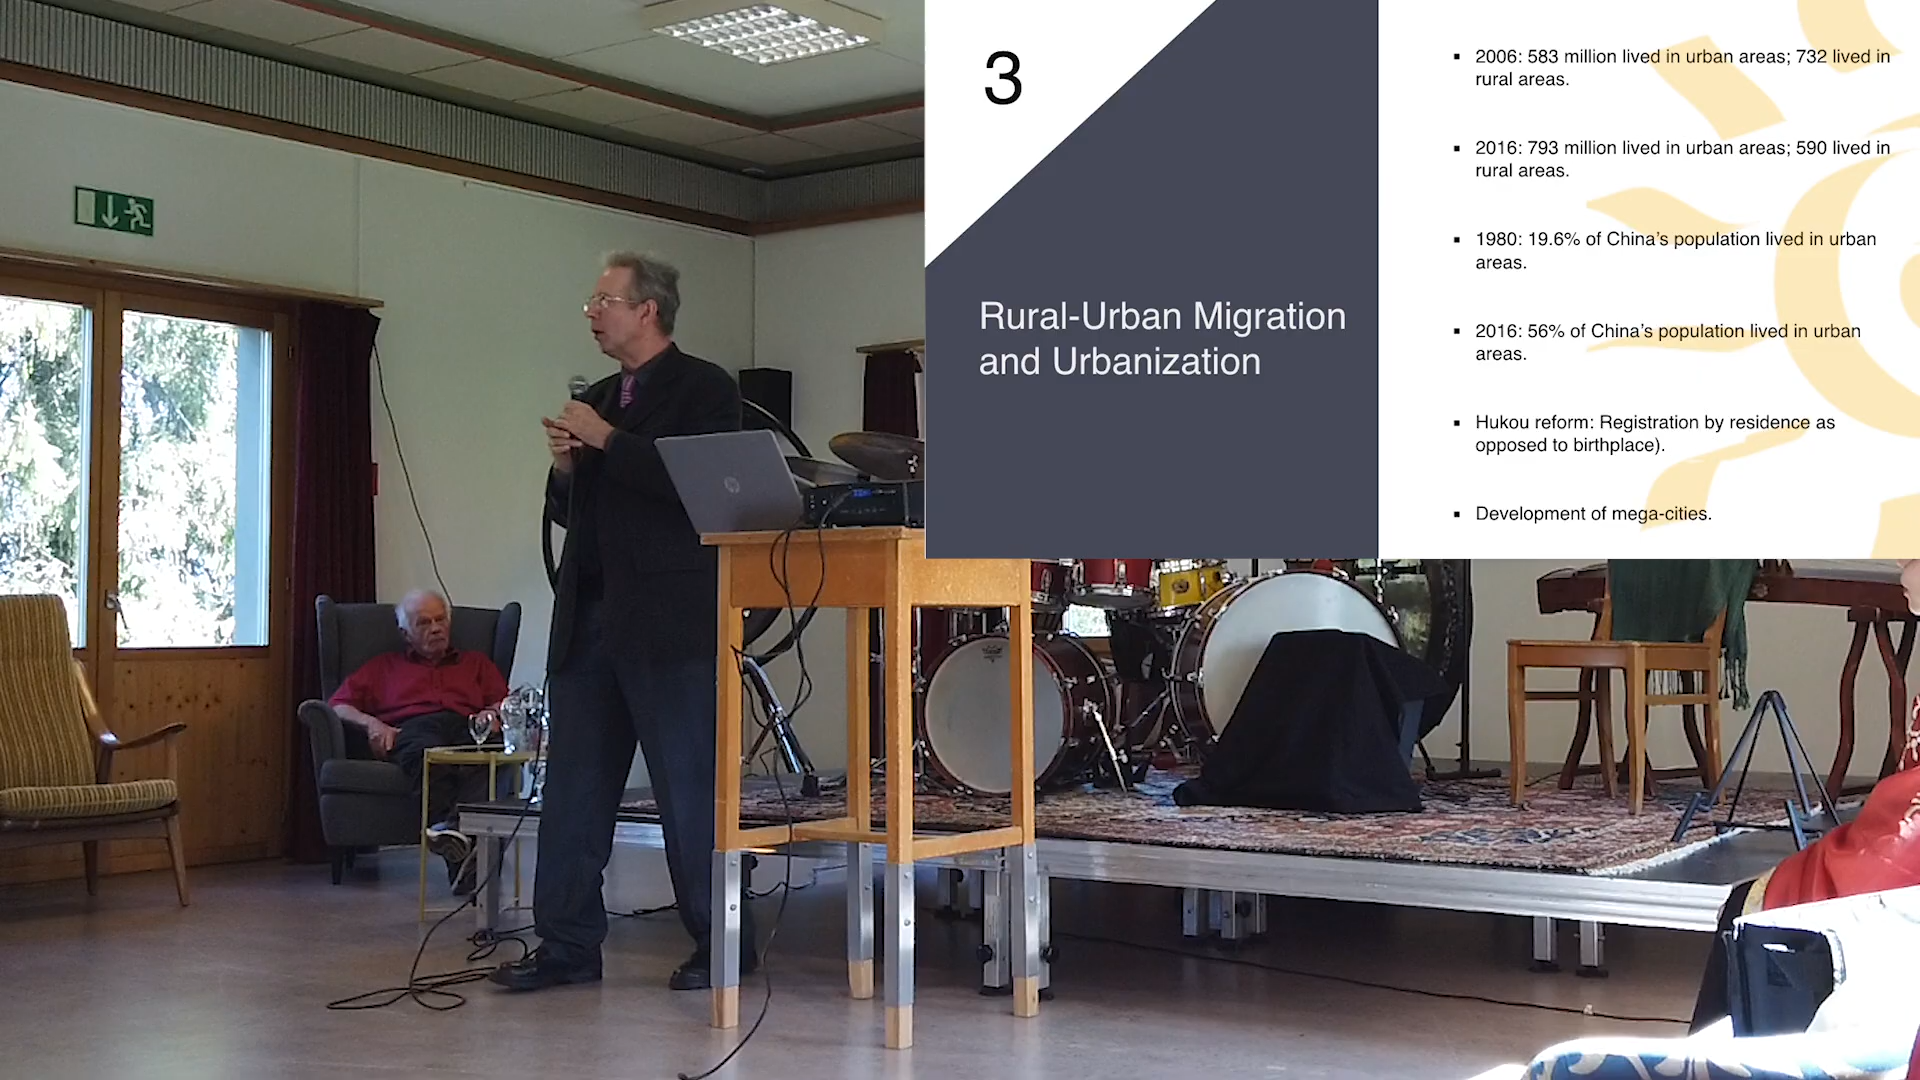 3
Rural-Urban Migration
and Urbanization
▪ 2006: 583 million lived in urban areas; 732 lived in
rural areas.
▪ 2016: 793 million lived in urban areas; 590 lived in
rural areas.
▪ 1980: 19.6% of China's population lived in urban
areas.
▪ 2016: 56% of China's population lived in urban
areas.
▪ Hukou reform: Registration by residence as
opposed to birthplace).
▪ Development of mega-cities.
hp